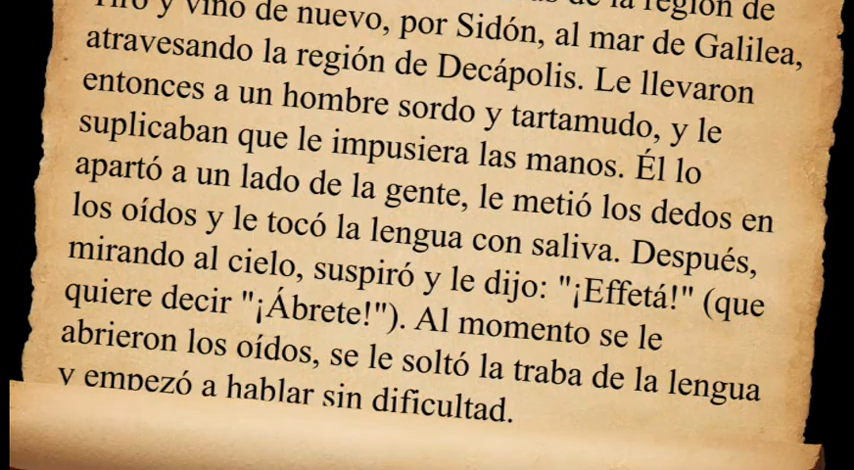 de la región de
Tiro y vino de nuevo, por Sidón, al mar de Galilea,
atravesando la región de Decápolis. Le llevaron
entonces a un hombre sordo y tartamudo, y le
suplicaban que le impusiera las manos. Él lo
apartó a un lado de la gente, le metió los dedos en
los oídos y le tocó la lengua con saliva. Después,
mirando al cielo, suspiró y le dijo: "¡Effetá!" (que
quiere decir "¡Ábrete!"). Al momento se le
abrieron los oídos, se le soltó la traba de la lengua
y empezó a hablar sin dificultad.